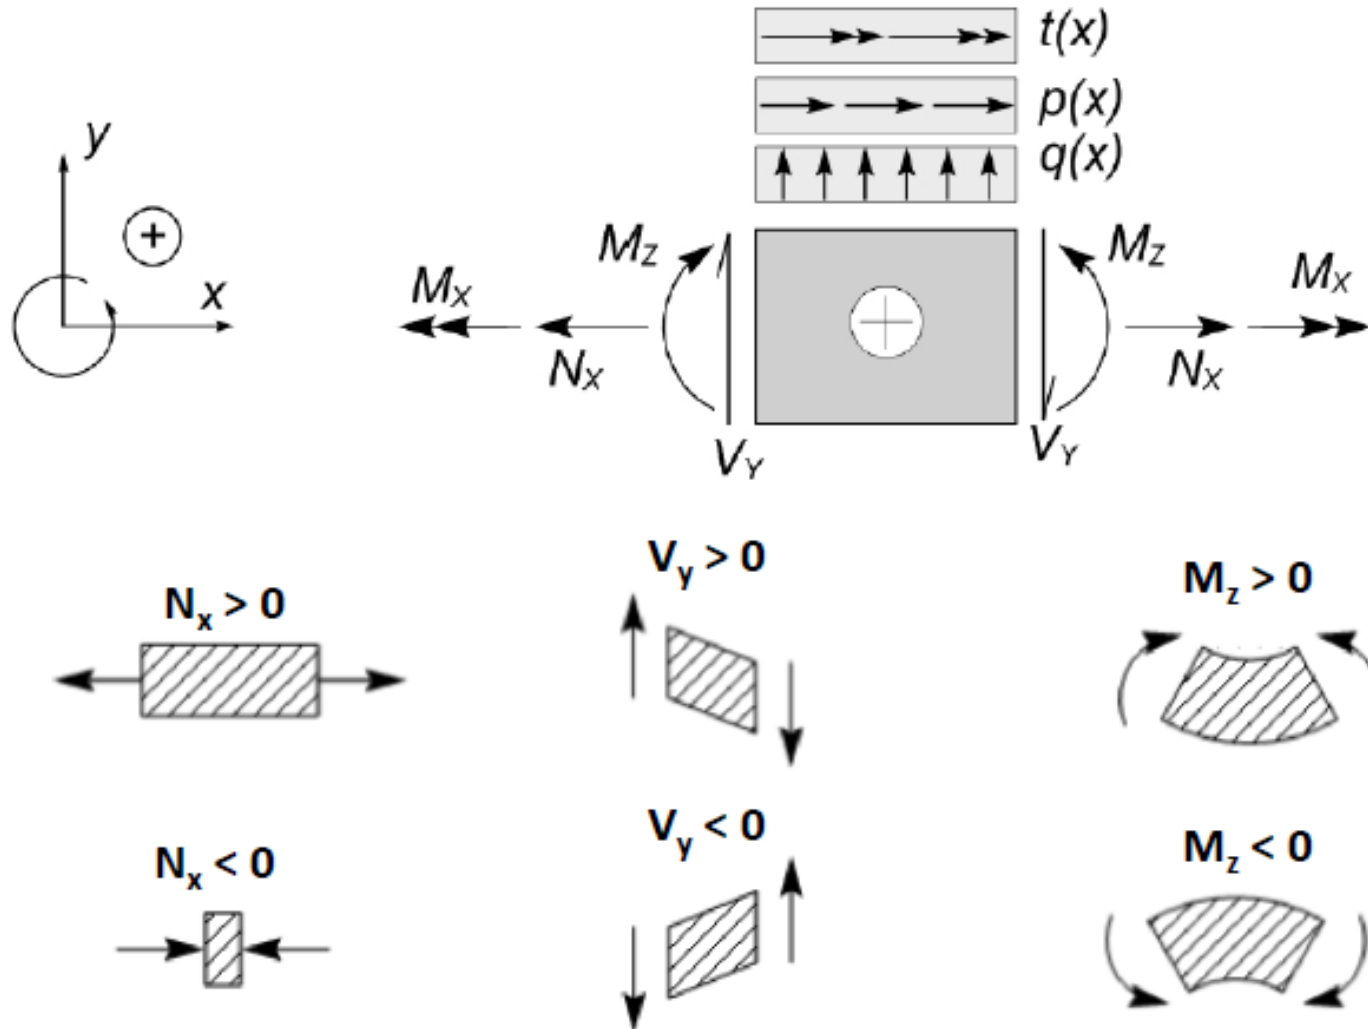 t(x)
p(x)
q(x)
y
+
x
Mx
Nx
Mz
VY
Mz
VY
Nx
Mx
Nx > 0
Vy > 0
Mz > 0
Nx < 0
Vy < 0
Mz < 0